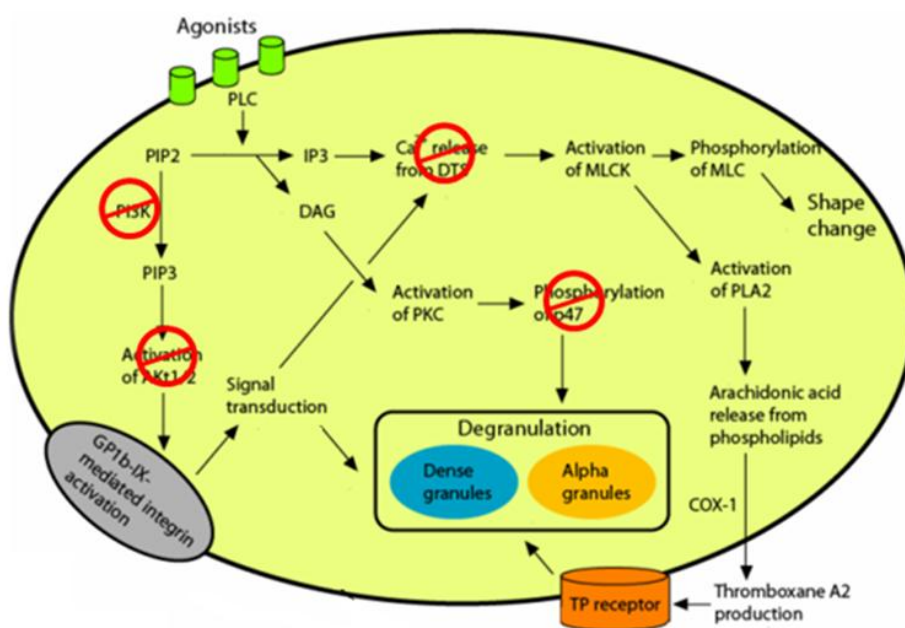 Agonists
PLC
PIP2
IP3
Ca2+ release
from DTS
Activation
of MLCK
Phosphorylation
of MLC
Shape
change
PI3K
DAG
PIP3
Activation
of PKC
Phosphorylation
of p47
Activation
of PLA2
Activation
of AKt1/2
Signal
transduction
Arachidonic acid
release from
phospholipids
Degranulation
Dense
granules
Alpha
granules
GP1b-IX-
mediated integrin
activation
COX-1
TP receptor
Thromboxane A2
production